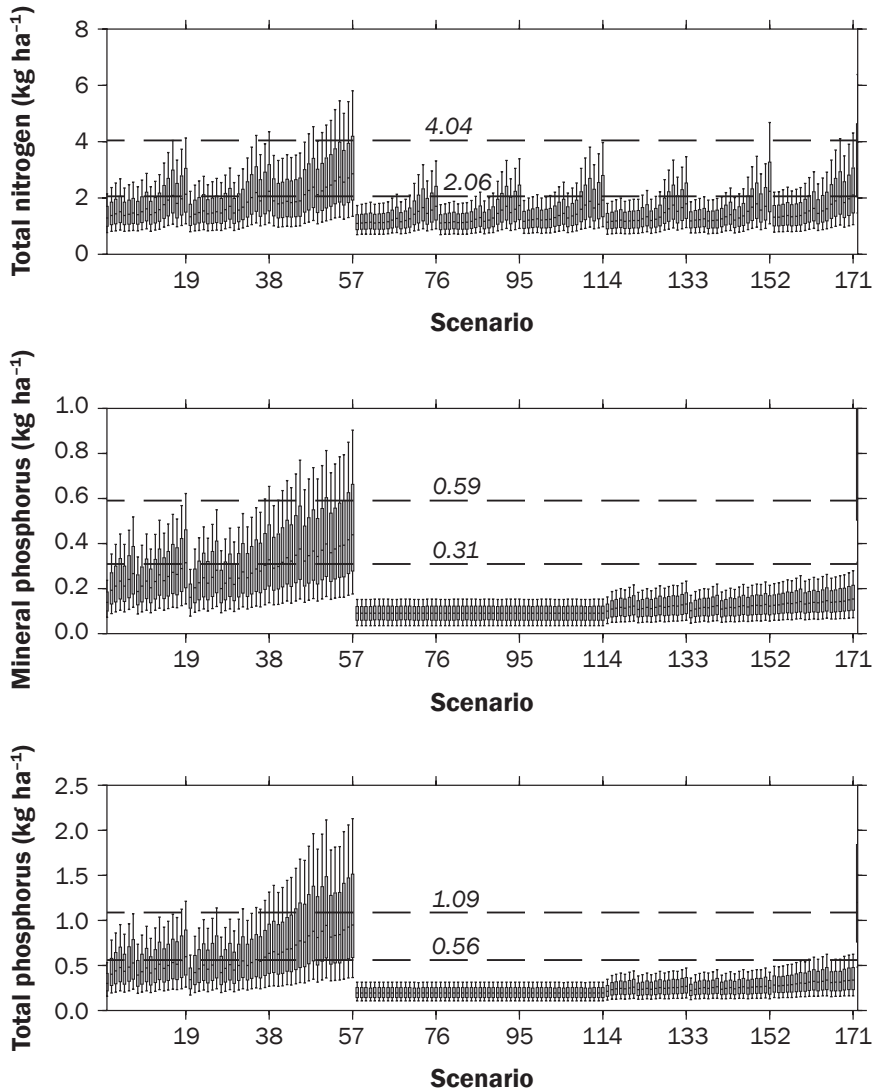 Total nitrogen (kg ha⁻¹)
8
6
4
2
0
4.04
2.06
19 38 57 76 95 114 133 152 171
Scenario
Mineral phosphorus (kg ha⁻¹)
1.0
0.8
0.6
0.4
0.2
0.0
0.59
0.31
19 38 57 76 95 114 133 152 171
Scenario
Total phosphorus (kg ha⁻¹)
2.5
2.0
1.5
1.0
0.5
0.0
1.09
0.56
19 38 57 76 95 114 133 152 171
Scenario